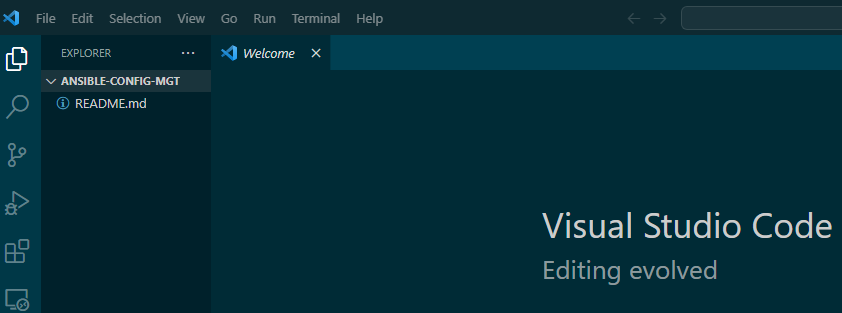 File Edit Selection View Go Run Terminal Help
EXPLORER ··· Welcome
ANSIBLE-CONFIG-MGT
README.md
Visual Studio Code
Editing evolved